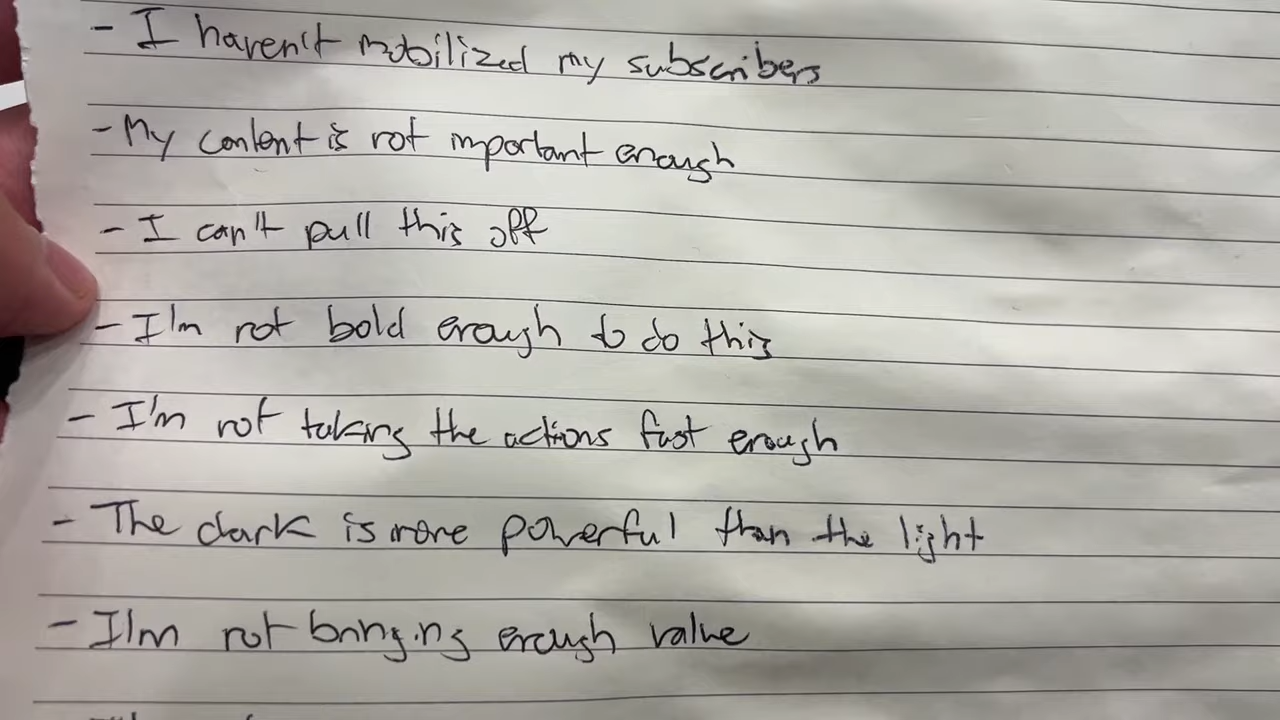 - I haven't mobilized my subscribers
- My content is not important enough
- I can't pull this off
- I'm not bold enough to do this
- I'm not taking the actions fast enough
- The dark is more powerful than the light
- I'm not bringing enough value